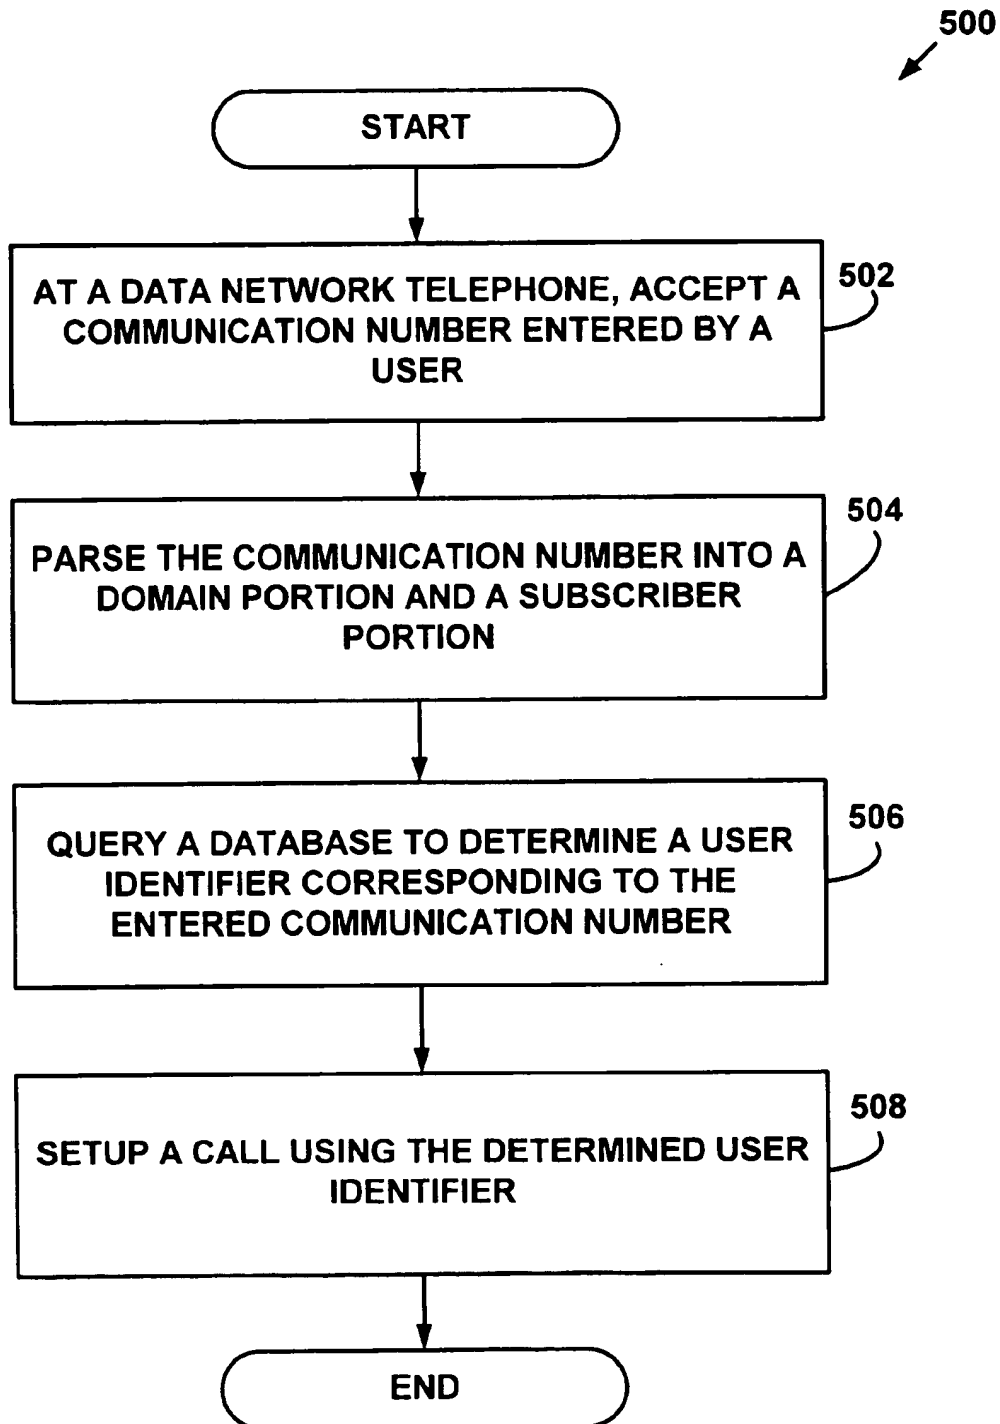 500
START
AT A DATA NETWORK TELEPHONE, ACCEPT A
COMMUNICATION NUMBER ENTERED BY A
USER
502
PARSE THE COMMUNICATION NUMBER INTO A
DOMAIN PORTION AND A SUBSCRIBER
PORTION
504
QUERY A DATABASE TO DETERMINE A USER
IDENTIFIER CORRESPONDING TO THE
ENTERED COMMUNICATION NUMBER
506
SETUP A CALL USING THE DETERMINED USER
IDENTIFIER
508
END